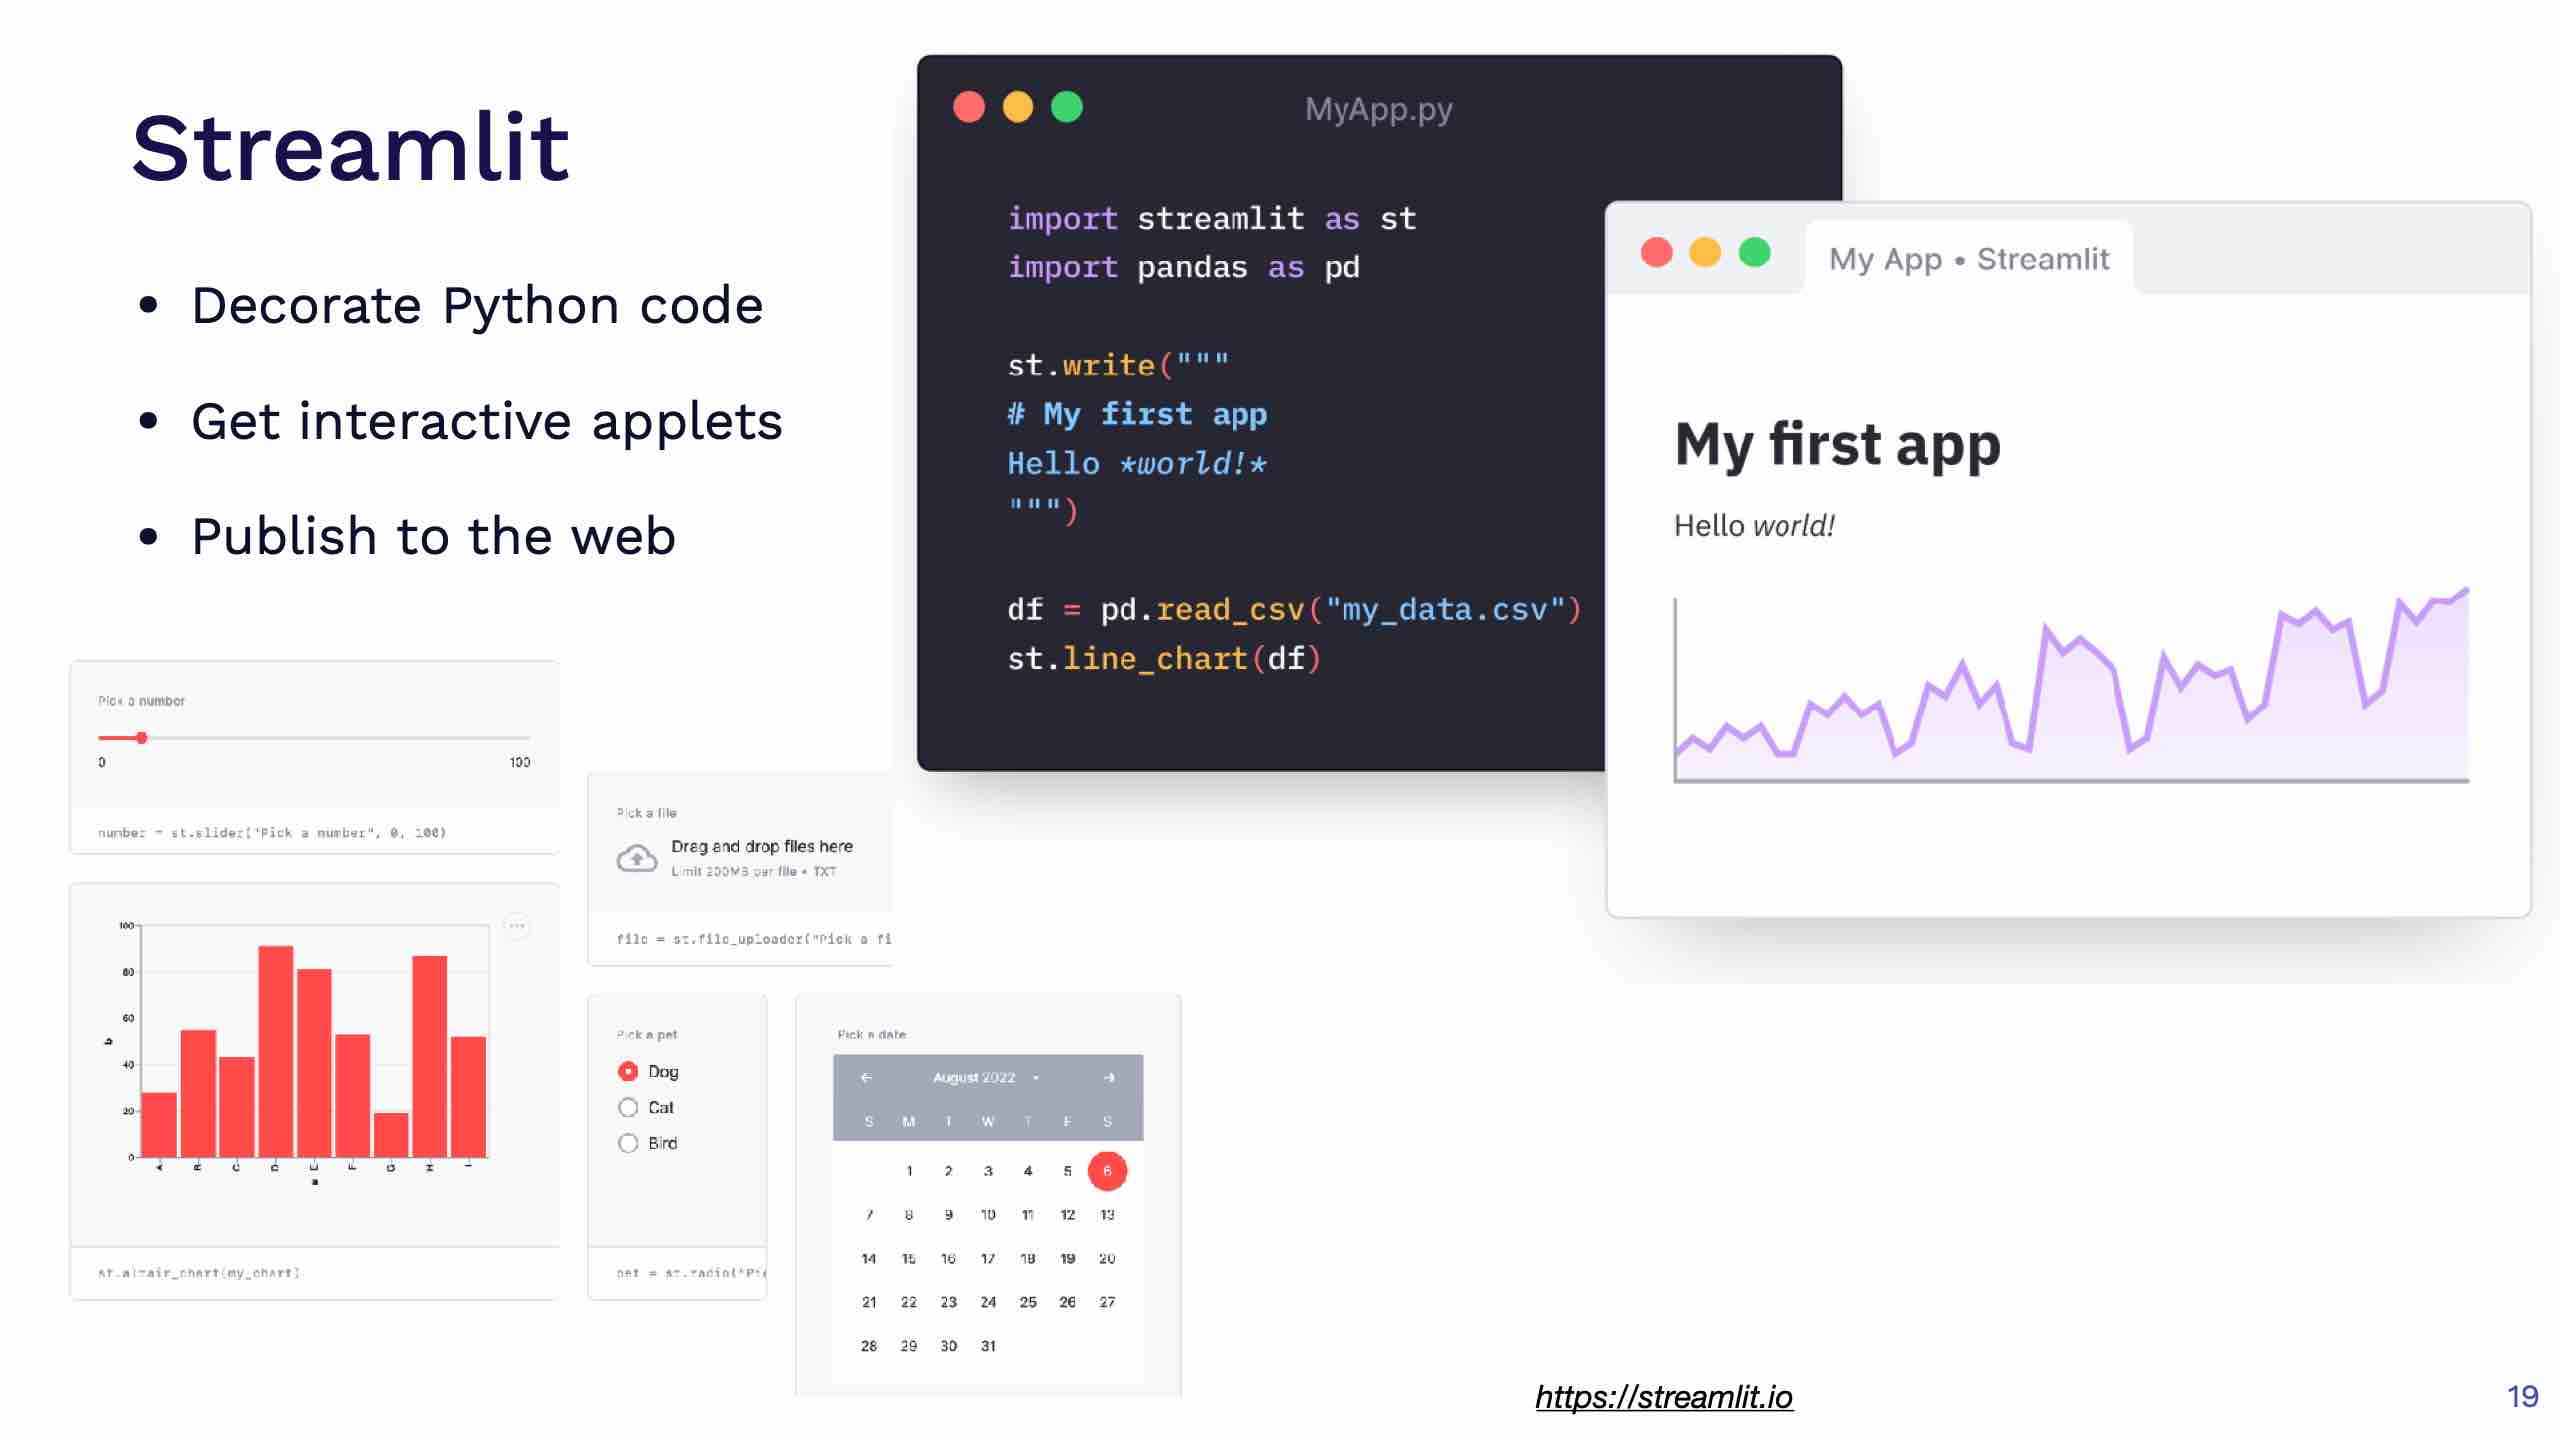 Streamlit
• Decorate Python code
• Get interactive applets
• Publish to the web
MyApp.py
import streamlit as st
import pandas as pd
st.write("""
# My first app
Hello *world!*
""")
df = pd.read_csv("my_data.csv")
st.line_chart(df)
My App • Streamlit
My first app
Hello world!
Pick a number
0 100
number = st.slider("Pick a number", 0, 100)
Pick a file
Drag and drop files here
Limit 200MB per file • TXT
file = st.file_uploader("Pick a fi
100
80
60
40
20
0
b
A B C D E F G H I
a
st.altair_chart(my_chart)
Pick a pet
Dog
Cat
Bird
pet = st.radio("Pic
Pick a date
August 2022
S M T W T F S
1 2 3 4 5 6
7 8 9 10 11 12 13
14 15 16 17 18 19 20
21 22 23 24 25 26 27
28 29 30 31
https://streamlit.io
19